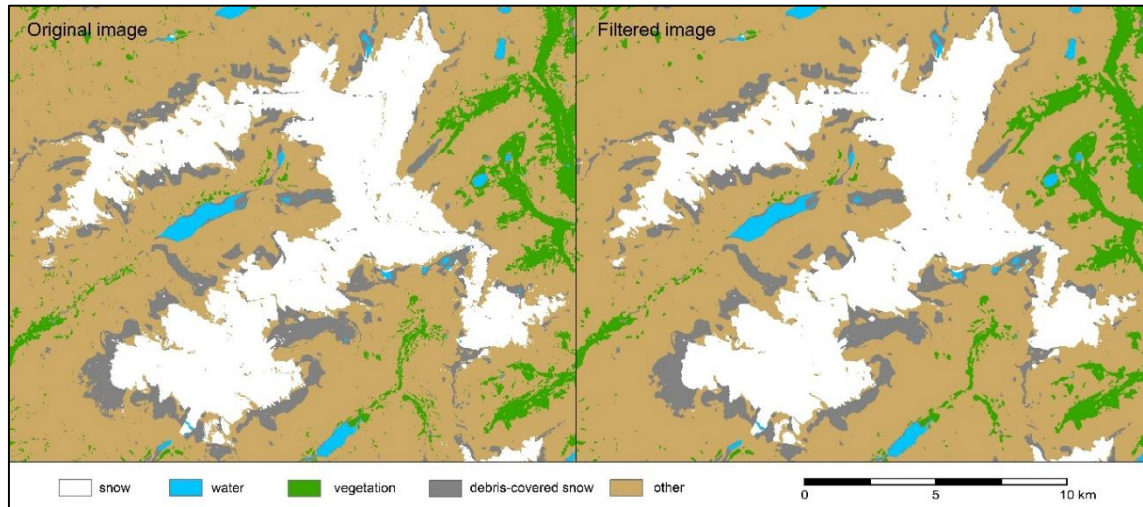 Original image
Filtered image
snow
water
vegetation
debris-covered snow
other
0
5
10 km